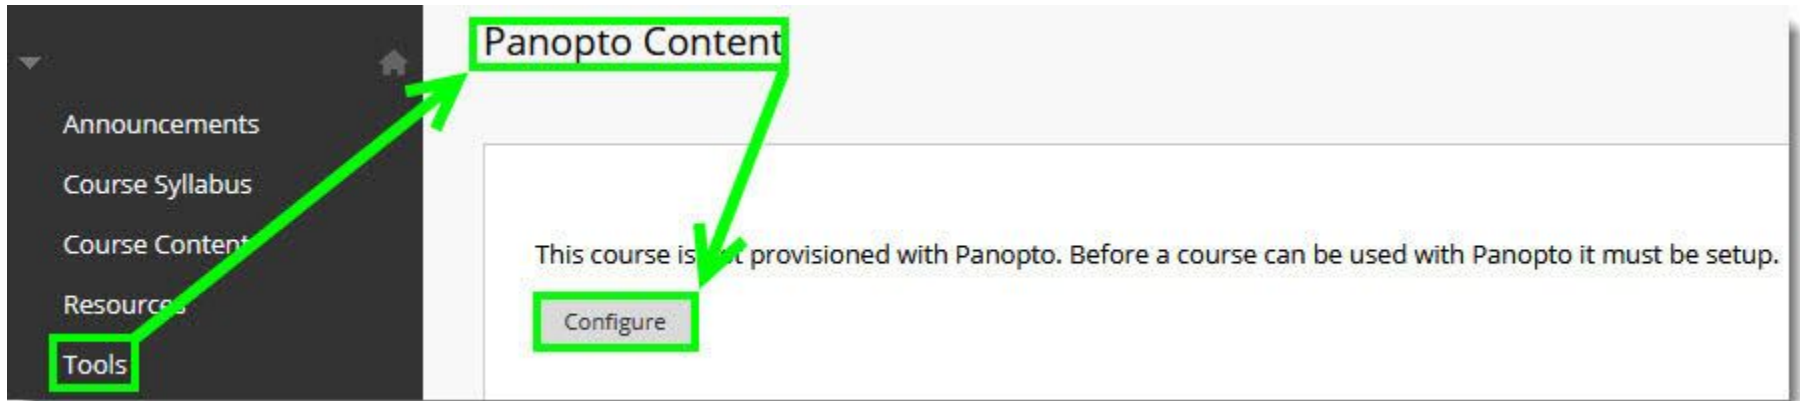 Panopto Content
Announcements
Course Syllabus
Course Content
Resources
Tools
This course is not provisioned with Panopto. Before a course can be used with Panopto it must be setup.
Configure